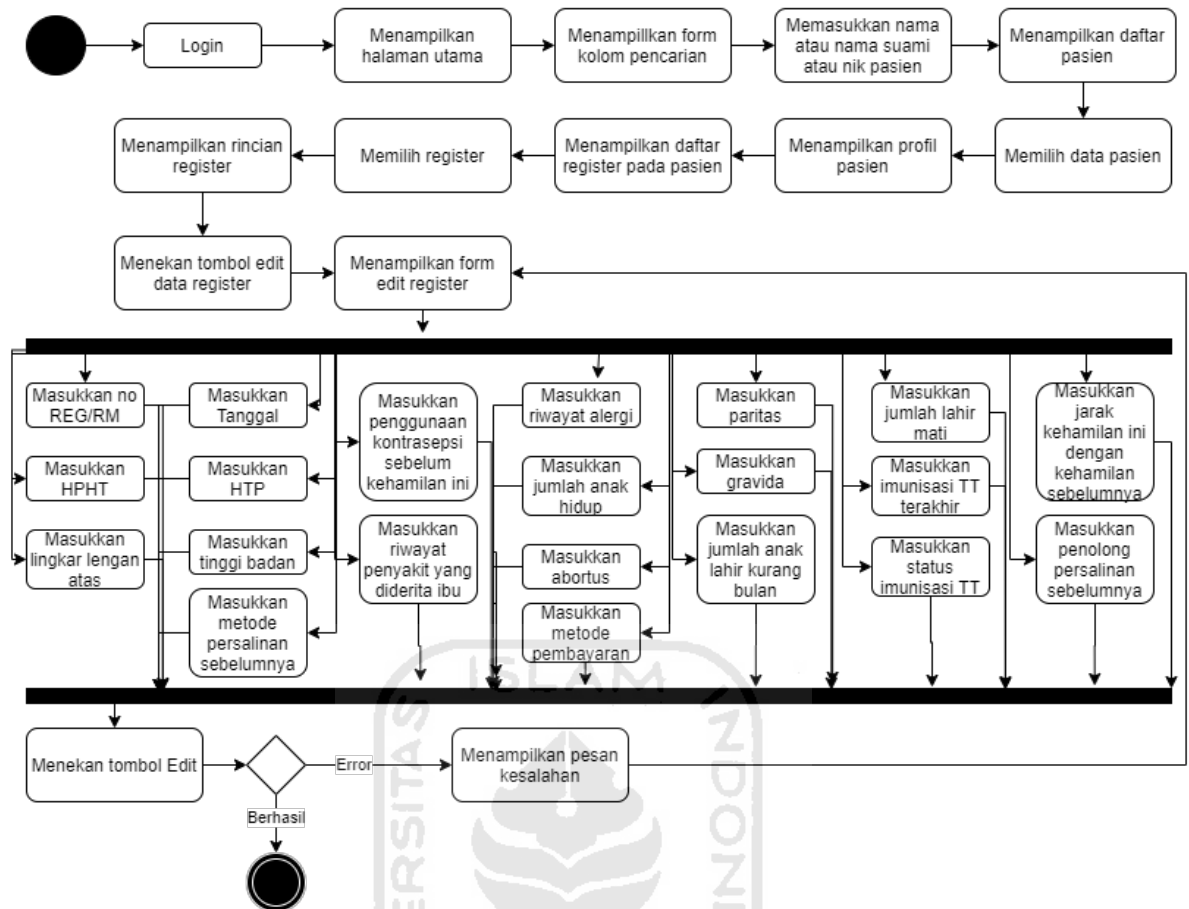 Login
Menampilkan
halaman utama
Menampillkan form
kolom pencarian
Memasukkan nama
atau nama suami
atau nik pasien
Menampilkan daftar
pasien
Menampilkan rincian
register
Memilih register
Menampilkan daftar
register pada pasien
Menampilkan profil
pasien
Memilih data pasien
Menekan tombol edit
data register
Menampilkan form
edit register
Masukkan no
REG/RM
Masukkan
Tanggal
Masukkan
penggunaan
kontrasepsi
sebelum
kehamilan ini
Masukkan
riwayat alergi
Masukkan
paritas
Masukkan
jumlah lahir
mati
Masukkan
jarak
kehamilan ini
dengan
kehamilan
sebelumnya
Masukkan
HPHT
Masukkan
HTP
Masukkan
jumlah anak
hidup
Masukkan
gravida
Masukkan
imunisasi TT
terakhir
Masukkan
lingkar lengan
atas
Masukkan
tinggi badan
Masukkan
riwayat
penyakit yang
diderita ibu
Masukkan
abortus
Masukkan
jumlah anak
lahir kurang
bulan
Masukkan
status
imunisasi TT
Masukkan
penolong
persalinan
sebelumnya
Masukkan
metode
persalinan
sebelumnya
Masukkan
metode
pembayaran
Menekan tombol Edit
Error
Menampilkan pesan
kesalahan
Berhasil
ISLAM